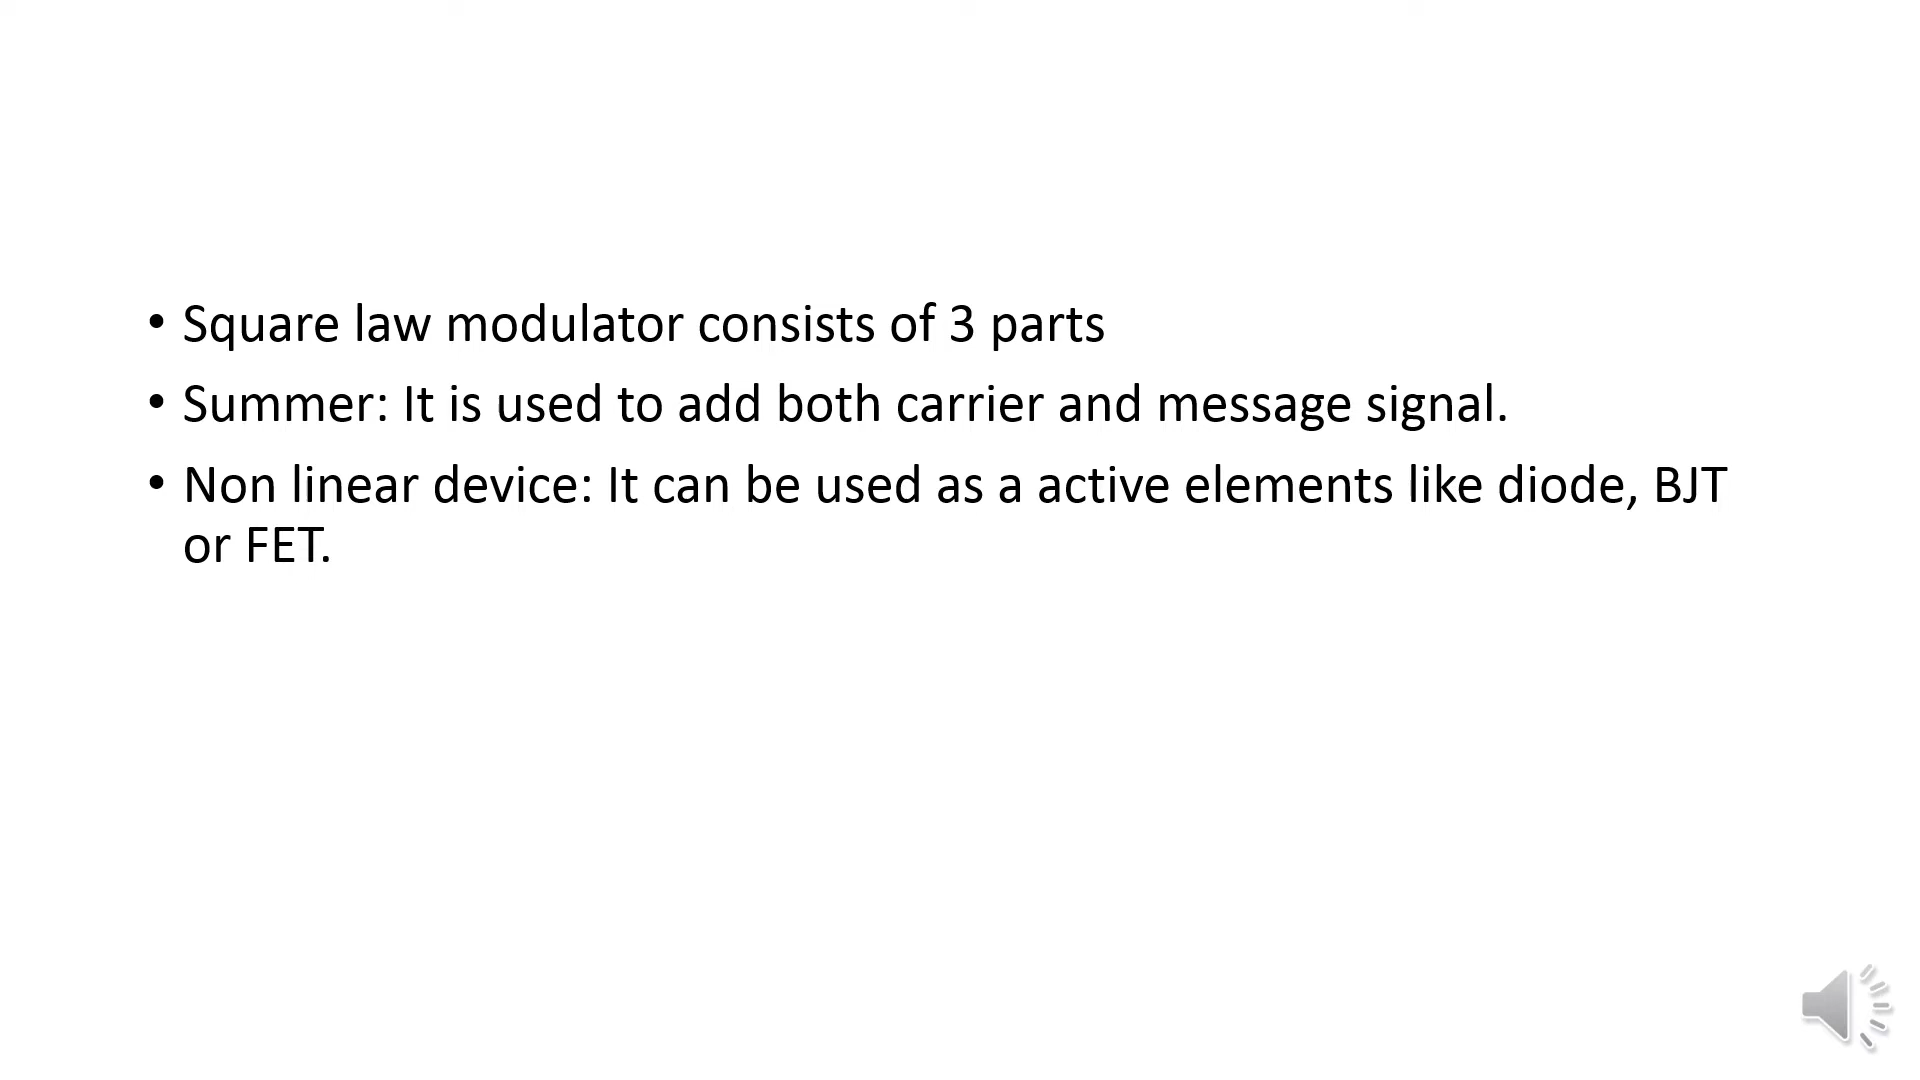 • Square law modulator consists of 3 parts
• Summer: It is used to add both carrier and message signal.
• Non linear device: It can be used as a active elements like diode, BJT
or FET.